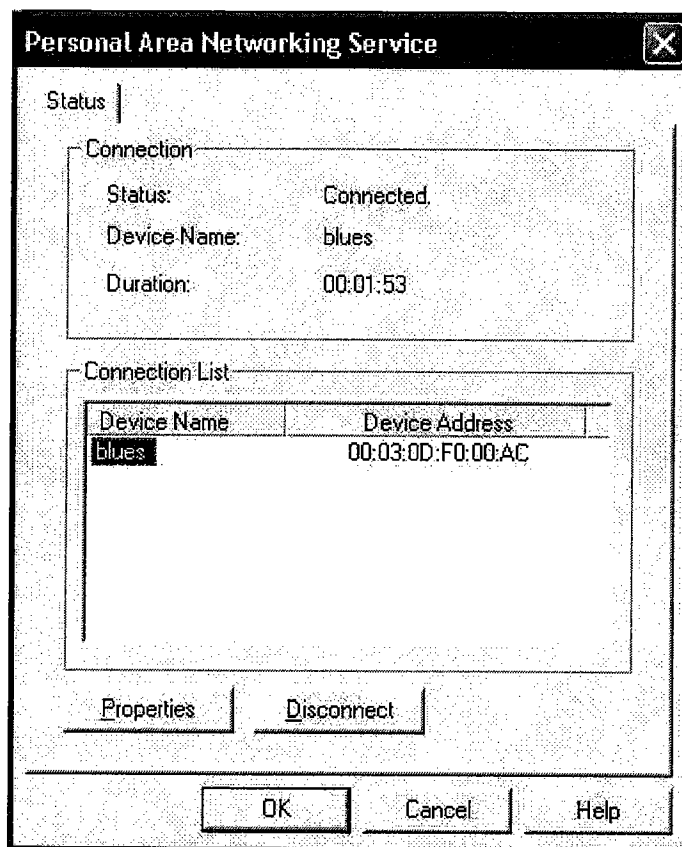 Personal Area Networking Service
Status
Connection
Status: Connected.
Device Name: blues
Duration: 00:01:53
Connection List
Device Name Device Address
blues 00:03:0D:F0:00:AC
Properties Disconnect
OK Cancel Help